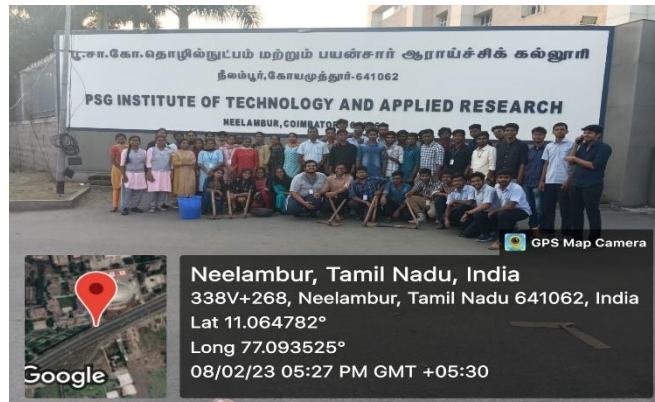 பூ.சா.கோ.தொழில்நுட்பம் மற்றும் பயன்சார் ஆராய்ச்சிக் கல்லூரி
நீலம்பூர்,கோயமுத்தூர்-641062
PSG INSTITUTE OF TECHNOLOGY AND APPLIED RESEARCH
NEELAMBUR,COIMBATORE
GPS Map Camera
Neelambur, Tamil Nadu, India
338V+268, Neelambur, Tamil Nadu 641062, India
Lat 11.064782°
Long 77.093525°
08/02/23 05:27 PM GMT +05:30
Google